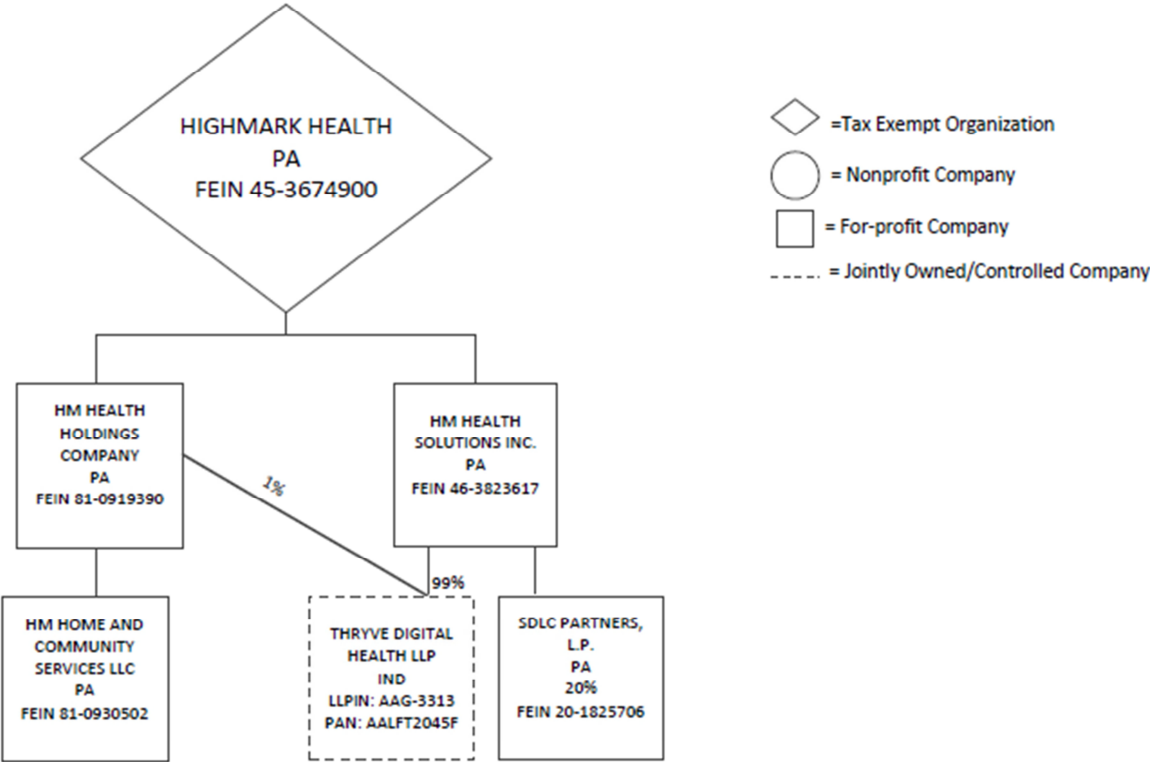 HIGHMARK HEALTH
PA
FEIN 45-3674900
=Tax Exempt Organization
= Nonprofit Company
= For-profit Company
= Jointly Owned/Controlled Company
HM HEALTH
HOLDINGS
COMPANY
PA
FEIN 81-0919390
HM HEALTH
SOLUTIONS INC.
PA
FEIN 46-3823617
1%
99%
HM HOME AND
COMMUNITY
SERVICES LLC
PA
FEIN 81-0930502
THRYVE DIGITAL
HEALTH LLP
IND
LLPIN: AAG-3313
PAN: AALFT2045F
SDLC PARTNERS,
L.P.
PA
20%
FEIN 20-1825706